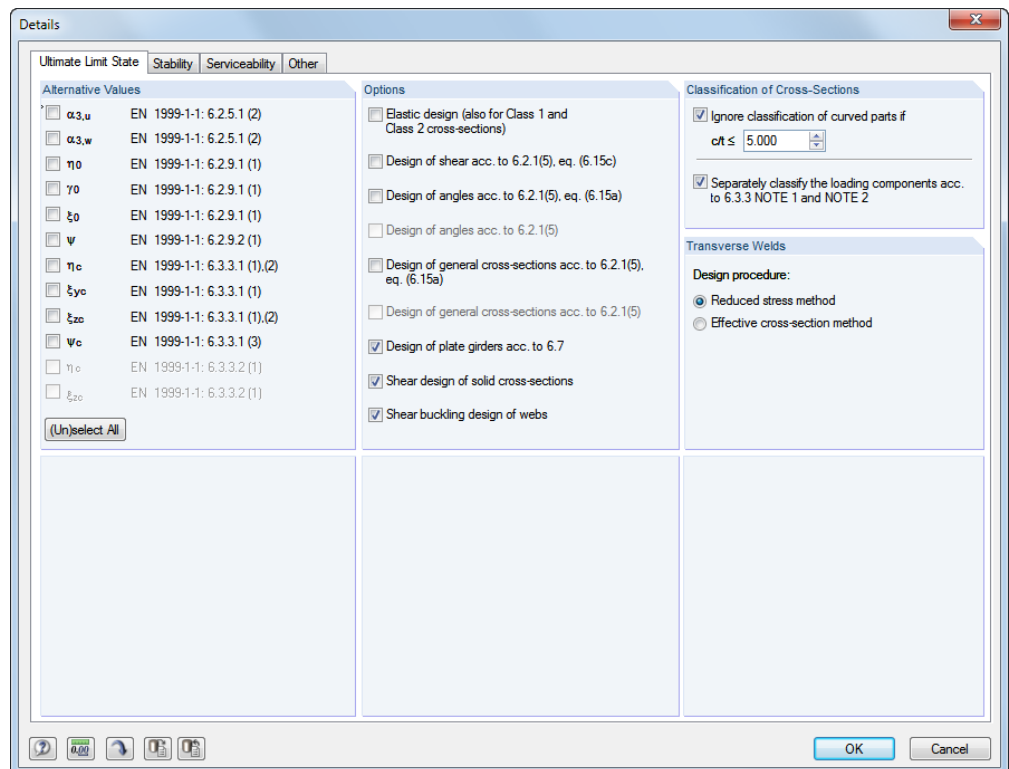 Details
Ultimate Limit State Stability Serviceability Other
Alternative Values
α3,u EN 1999-1-1: 6.2.5.1 (2)
α3,w EN 1999-1-1: 6.2.5.1 (2)
η0 EN 1999-1-1: 6.2.9.1 (1)
γ0 EN 1999-1-1: 6.2.9.1 (1)
ξ0 EN 1999-1-1: 6.2.9.1 (1)
ψ EN 1999-1-1: 6.2.9.2 (1)
ηc EN 1999-1-1: 6.3.3.1 (1),(2)
ξyc EN 1999-1-1: 6.3.3.1 (1)
ξzc EN 1999-1-1: 6.3.3.1 (1),(2)
ψc EN 1999-1-1: 6.3.3.1 (3)
ηc EN 1999-1-1: 6.3.3.2 (1)
ξzc EN 1999-1-1: 6.3.3.2 (1)
(Un)select All
Options
Elastic design (also for Class 1 and
Class 2 cross-sections)
Design of shear acc. to 6.2.1(5), eq. (6.15c)
Design of angles acc. to 6.2.1(5), eq. (6.15a)
Design of angles acc. to 6.2.1(5)
Design of general cross-sections acc. to 6.2.1(5),
eq. (6.15a)
Design of general cross-sections acc. to 6.2.1(5)
Design of plate girders acc. to 6.7
Shear design of solid cross-sections
Shear buckling design of webs
Classification of Cross-Sections
Ignore classification of curved parts if
c/t ≤ 5.000
Separately classify the loading components acc.
to 6.3.3 NOTE 1 and NOTE 2
Transverse Welds
Design procedure:
Reduced stress method
Effective cross-section method
0.00
OK Cancel